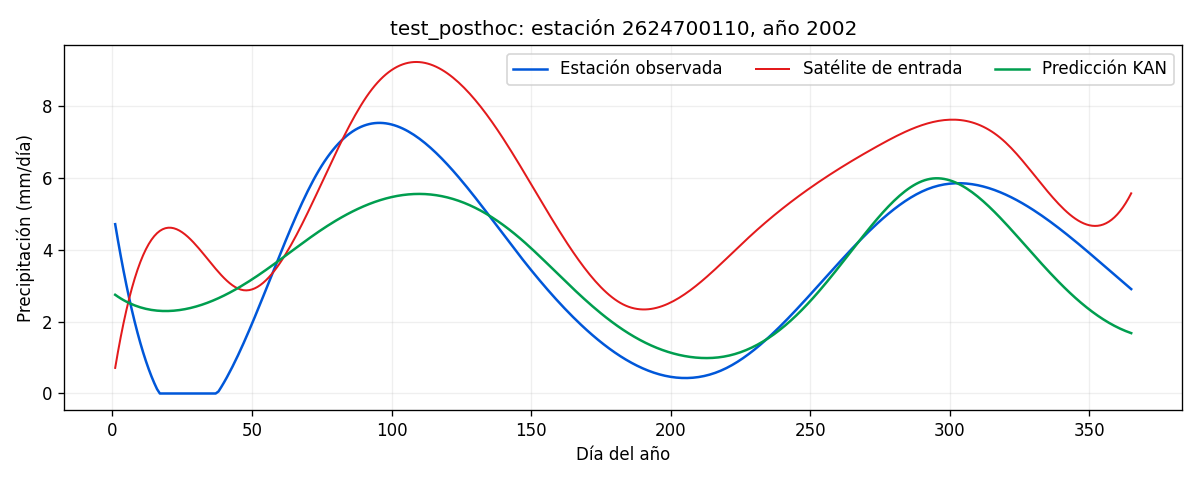 test_posthoc: estación 2624700110, año 2002
Estación observada
Satélite de entrada
Predicción KAN
Precipitación (mm/día)
8
6
4
2
0
0 50 100 150 200 250 300 350
Día del año